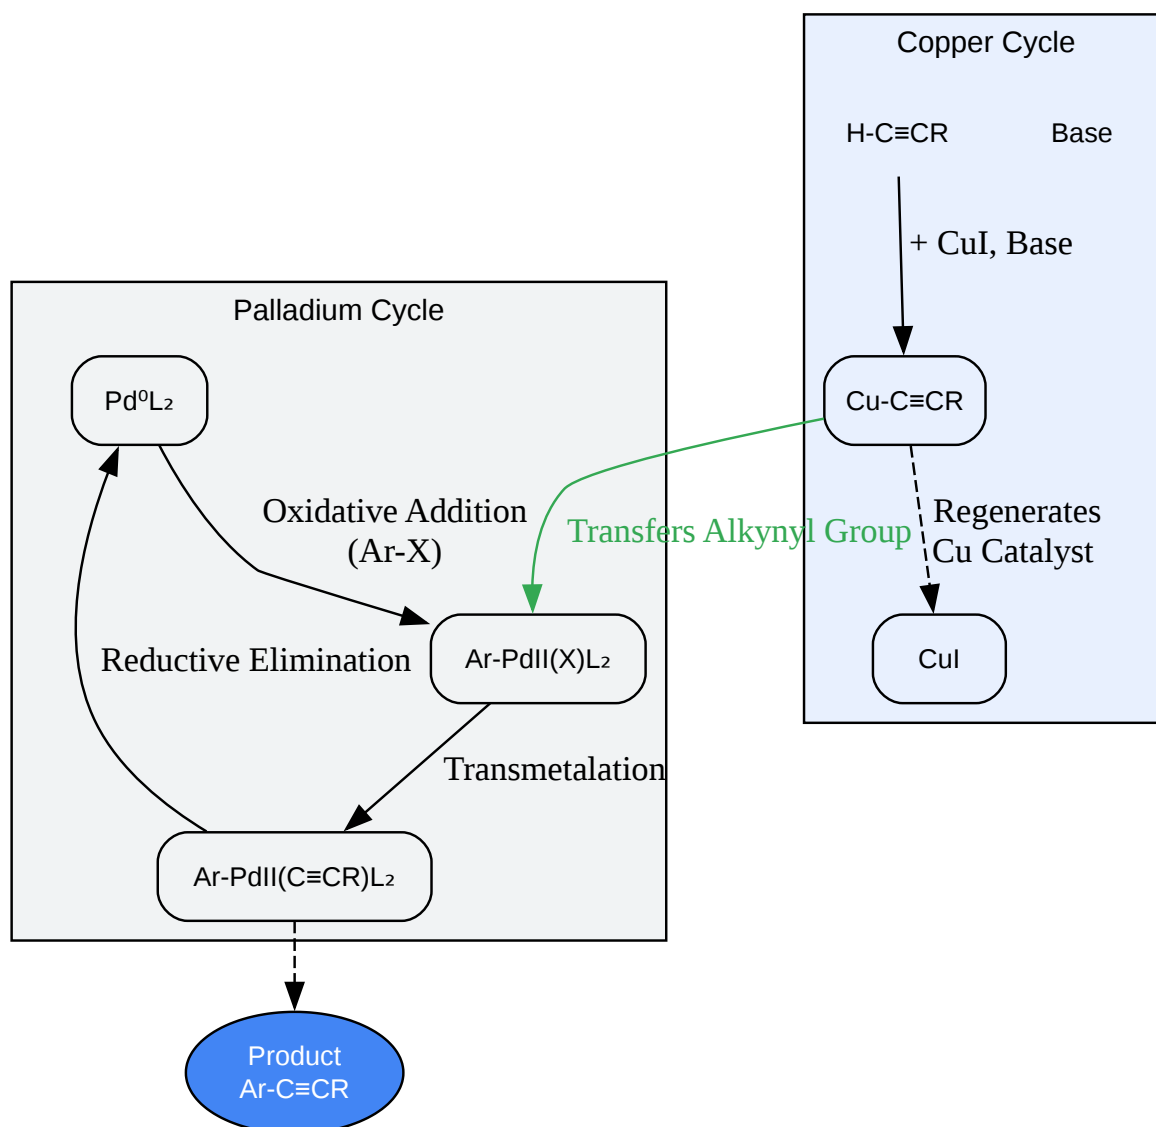 Copper Cycle
H-C≡CR
Base
+ CuI, Base
Palladium Cycle
Pd⁰L₂
Cu-C≡CR
Oxidative Addition
(Ar-X)
Transfers Alkynyl Group
Regenerates
Cu Catalyst
Reductive Elimination
Ar-PdII(X)L₂
CuI
Transmetalation
Ar-PdII(C≡CR)L₂
Product
Ar-C≡CR